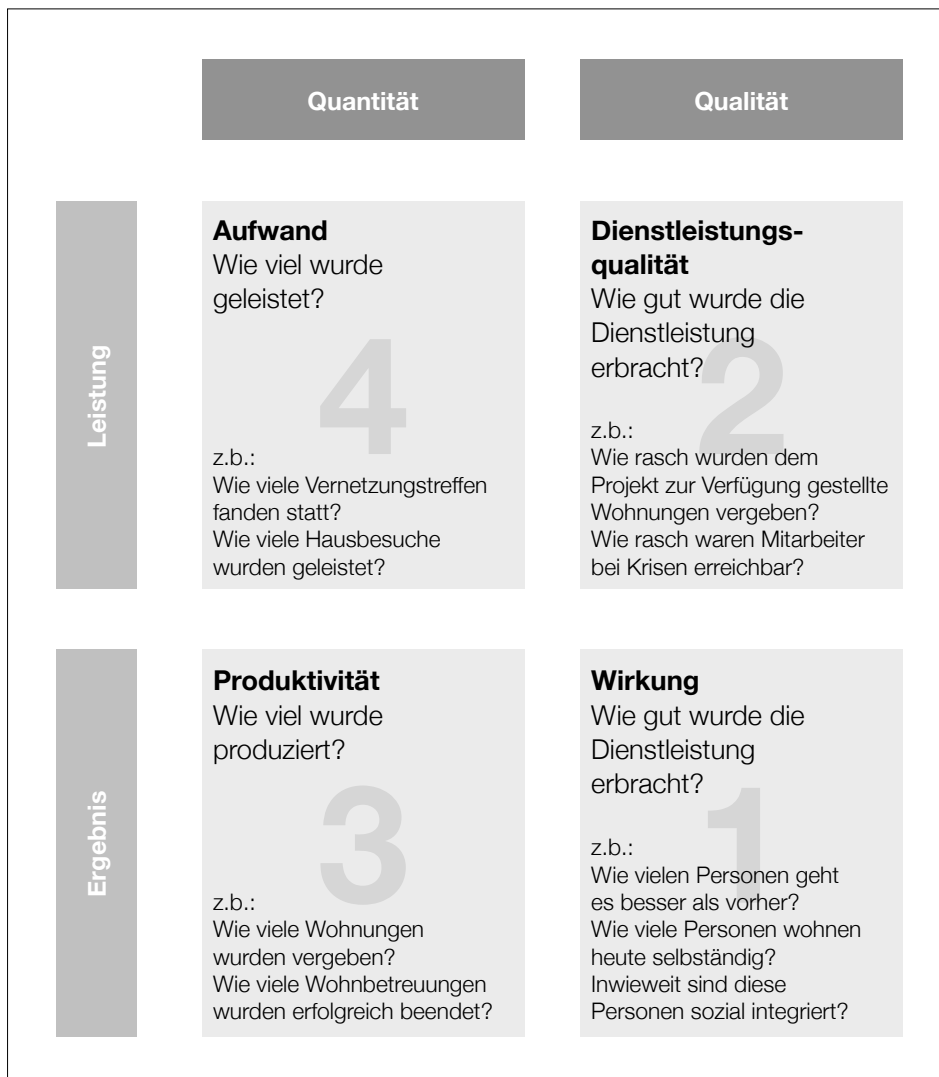 Quantität
Qualität
Leistung
Aufwand
Wie viel wurde
geleistet?
4
z.b.:
Wie viele Vernetzungstreffen
fanden statt?
Wie viele Hausbesuche
wurden geleistet?
Dienstleistungs-
qualität
Wie gut wurde die
Dienstleistung
erbracht?
2
z.b.:
Wie rasch wurden dem
Projekt zur Verfügung gestellte
Wohnungen vergeben?
Wie rasch waren Mitarbeiter
bei Krisen erreichbar?
Ergebnis
Produktivität
Wie viel wurde
produziert?
3
z.b.:
Wie viele Wohnungen
wurden vergeben?
Wie viele Wohnbetreuungen
wurden erfolgreich beendet?
Wirkung
Wie gut wurde die
Dienstleistung
erbracht?
1
z.b.:
Wie vielen Personen geht
es besser als vorher?
Wie viele Personen wohnen
heute selbständig?
Inwieweit sind diese
Personen sozial integriert?